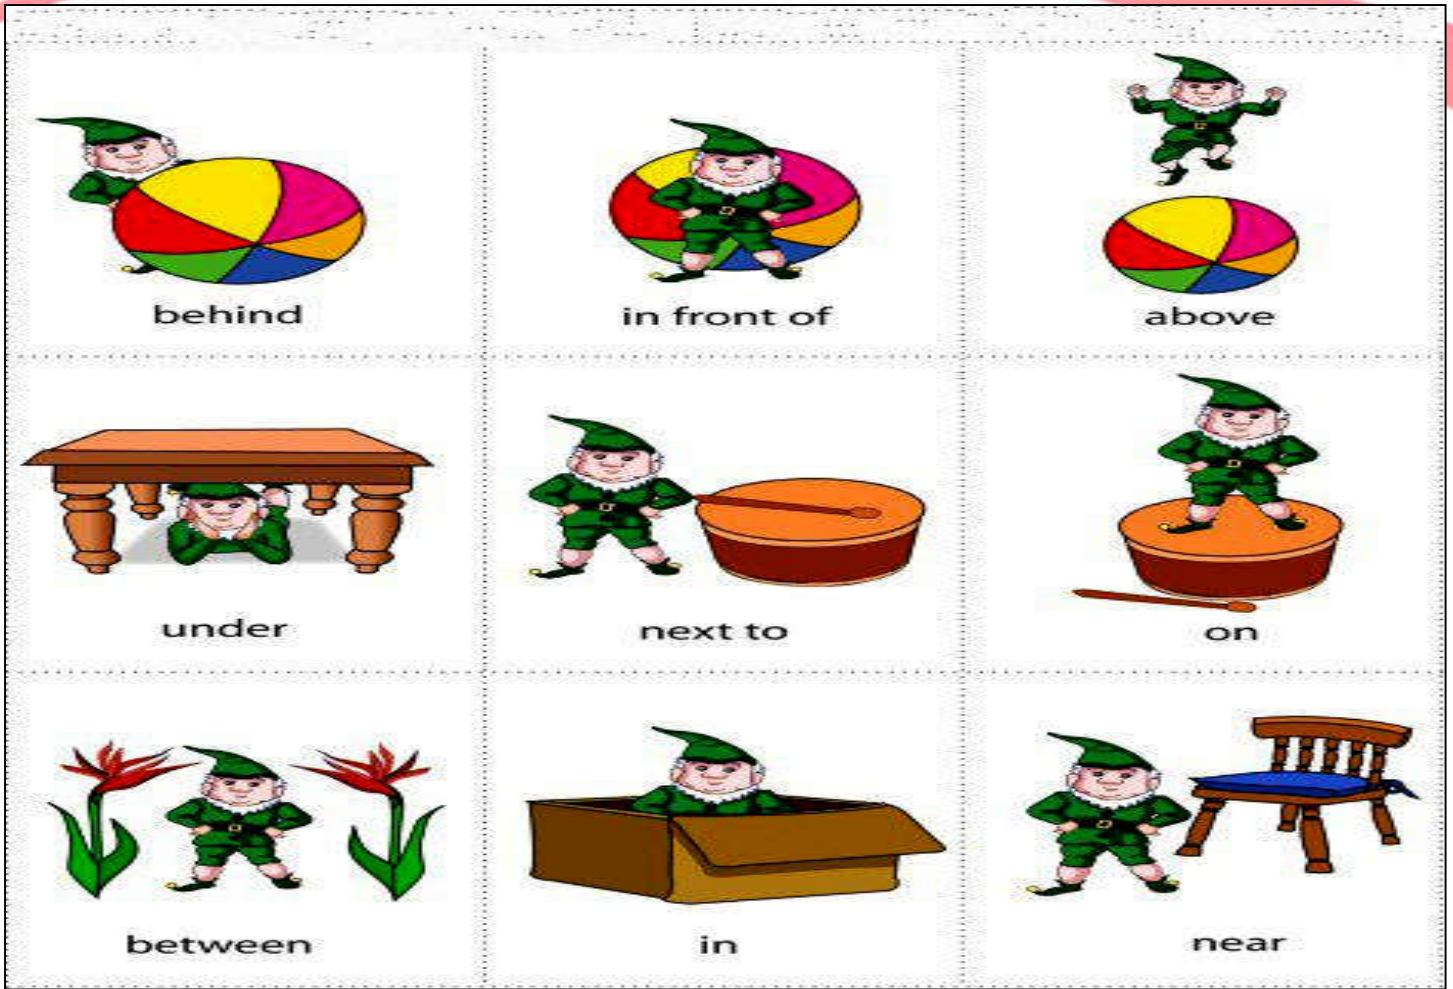 behind
in front of
above
under
next to
on
between
in
near